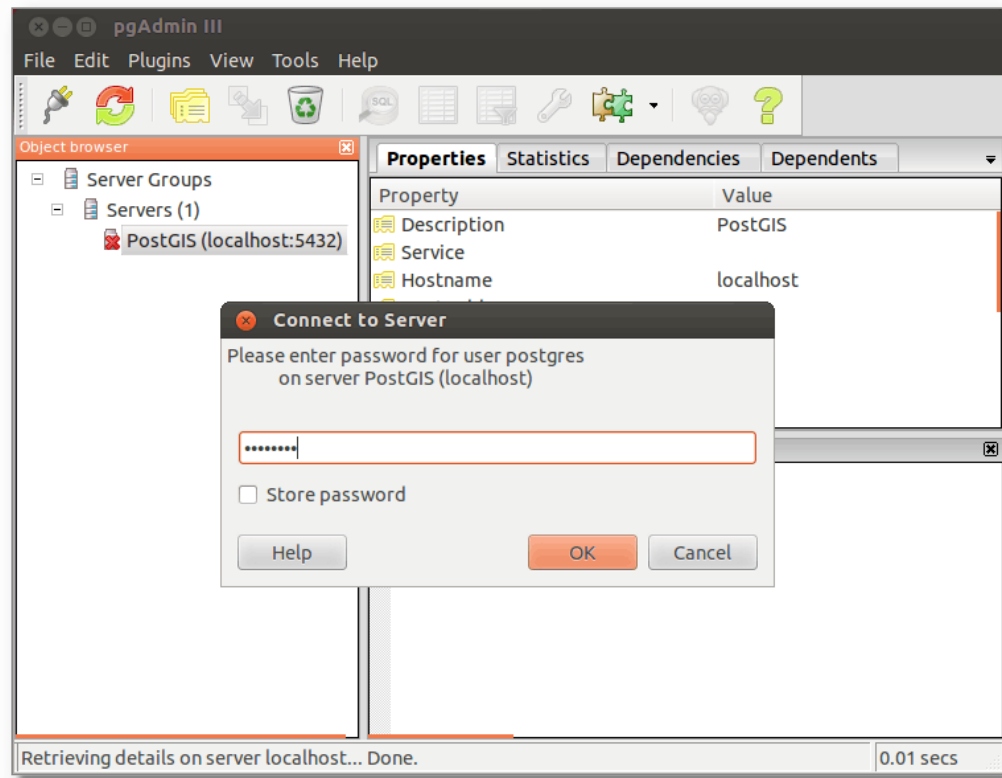 pgAdmin III
File Edit Plugins View Tools Help
SQL
Object browser
Server Groups
Servers (1)
PostGIS (localhost:5432)
Properties Statistics Dependencies Dependents
Property Value
Description PostGIS
Service
Hostname localhost
Connect to Server
Please enter password for user postgres
on server PostGIS (localhost)
••••••••
Store password
Help OK Cancel
Retrieving details on server localhost... Done. 0.01 secs